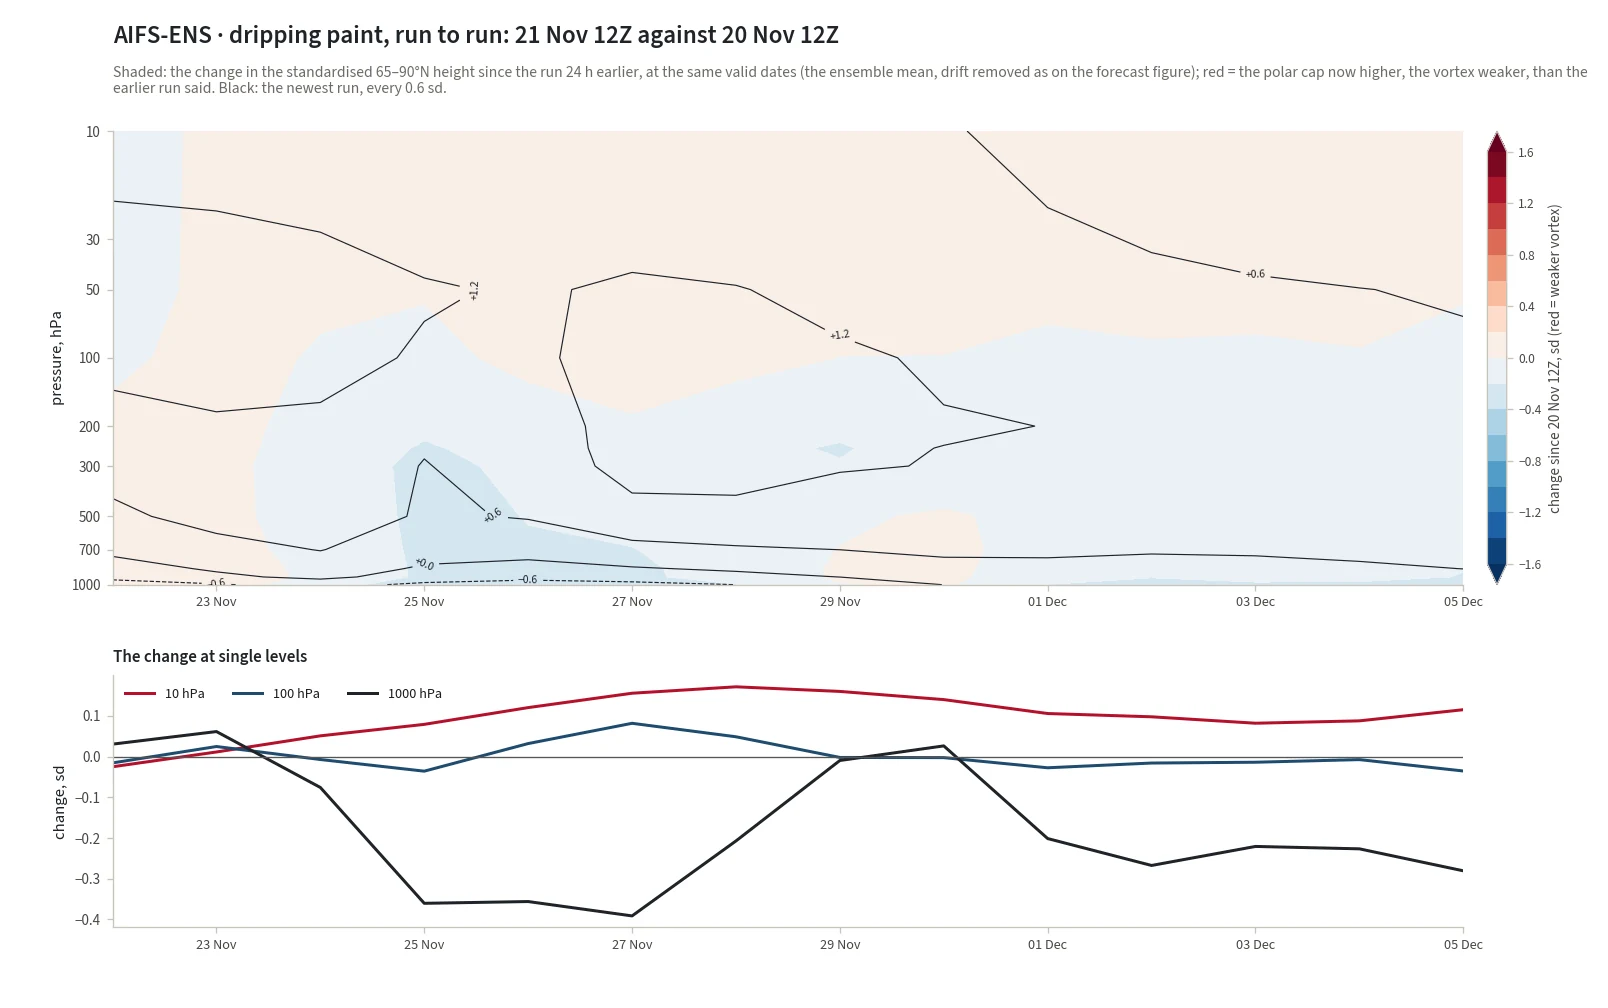 AIFS-ENS · dripping paint, run to run: 21 Nov 12Z against 20 Nov 12Z
Shaded: the change in the standardised 65–90°N height since the run 24 h earlier, at the same valid dates (the ensemble mean, drift removed as on the forecast figure); red = the polar cap now higher, the vortex weaker, than the
earlier run said. Black: the newest run, every 0.6 sd.
pressure, hPa
10
30
50
100
200
300
500
700
1000
+1.2
+1.2
+0.6
+0.6
+0.0
−0.6
−0.6
23 Nov
25 Nov
27 Nov
29 Nov
01 Dec
03 Dec
05 Dec
1.6
1.2
0.8
0.4
0.0
−0.4
−0.8
−1.2
−1.6
change since 20 Nov 12Z, sd (red = weaker vortex)
The change at single levels
10 hPa
100 hPa
1000 hPa
change, sd
0.1
0.0
−0.1
−0.2
−0.3
−0.4
23 Nov
25 Nov
27 Nov
29 Nov
01 Dec
03 Dec
05 Dec